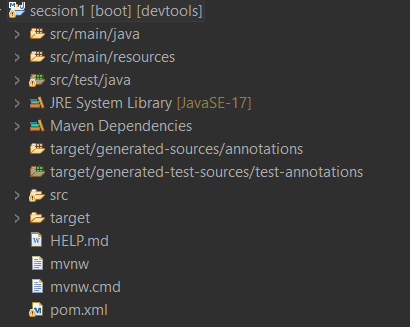 secsion1 [boot] [devtools]
src/main/java
src/main/resources
src/test/java
JRE System Library [JavaSE-17]
Maven Dependencies
target/generated-sources/annotations
target/generated-test-sources/test-annotations
src
target
HELP.md
mvnw
mvnw.cmd
pom.xml